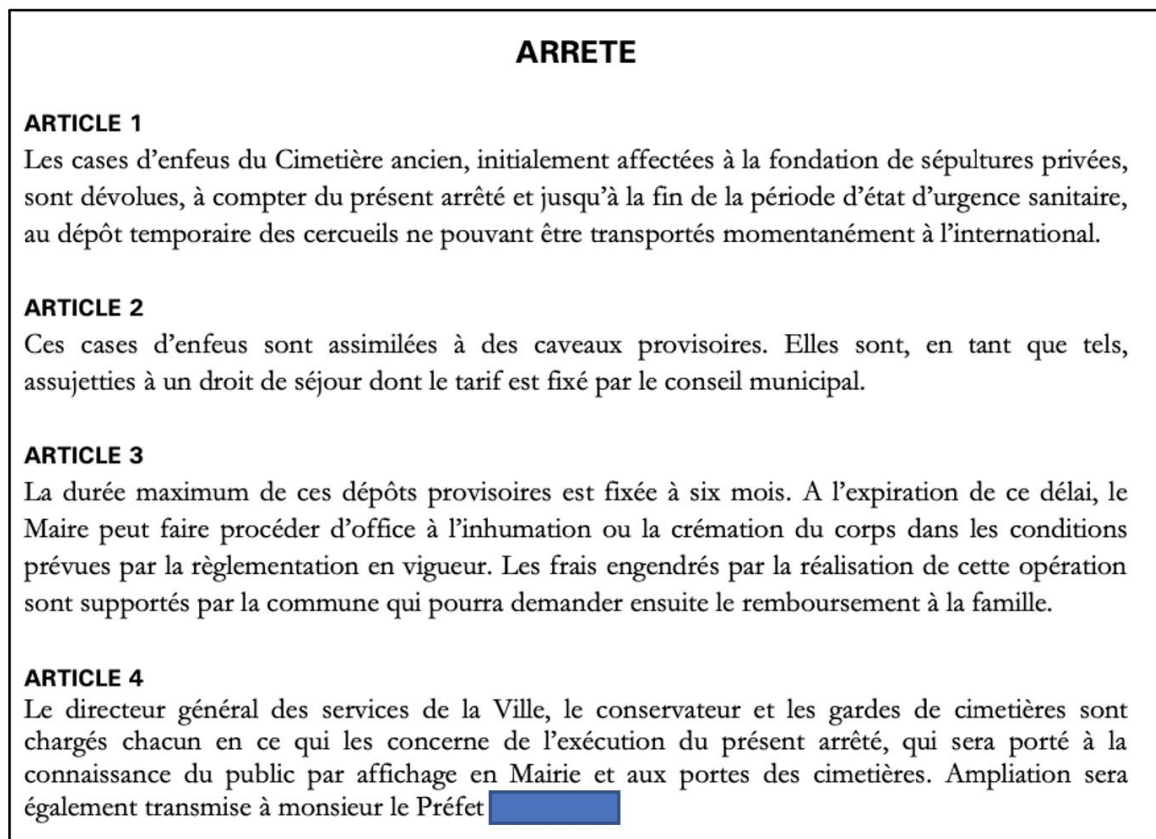 ARRETE
ARTICLE 1
Les cases d'enfeus du Cimetière ancien, initialement affectées à la fondation de sépultures privées,
sont dévolues, à compter du présent arrêté et jusqu'à la fin de la période d'état d'urgence sanitaire,
au dépôt temporaire des cercueils ne pouvant être transportés momentanément à l'international.
ARTICLE 2
Ces cases d'enfeus sont assimilées à des caveaux provisoires. Elles sont, en tant que tels,
assujetties à un droit de séjour dont le tarif est fixé par le conseil municipal.
ARTICLE 3
La durée maximum de ces dépôts provisoires est fixée à six mois. A l'expiration de ce délai, le
Maire peut faire procéder d'office à l'inhumation ou la crémation du corps dans les conditions
prévues par la règlementation en vigueur. Les frais engendrés par la réalisation de cette opération
sont supportés par la commune qui pourra demander ensuite le remboursement à la famille.
ARTICLE 4
Le directeur général des services de la Ville, le conservateur et les gardes de cimetières sont
chargés chacun en ce qui les concerne de l'exécution du présent arrêté, qui sera porté à la
connaissance du public par affichage en Mairie et aux portes des cimetières. Ampliation sera
également transmise à monsieur le Préfet